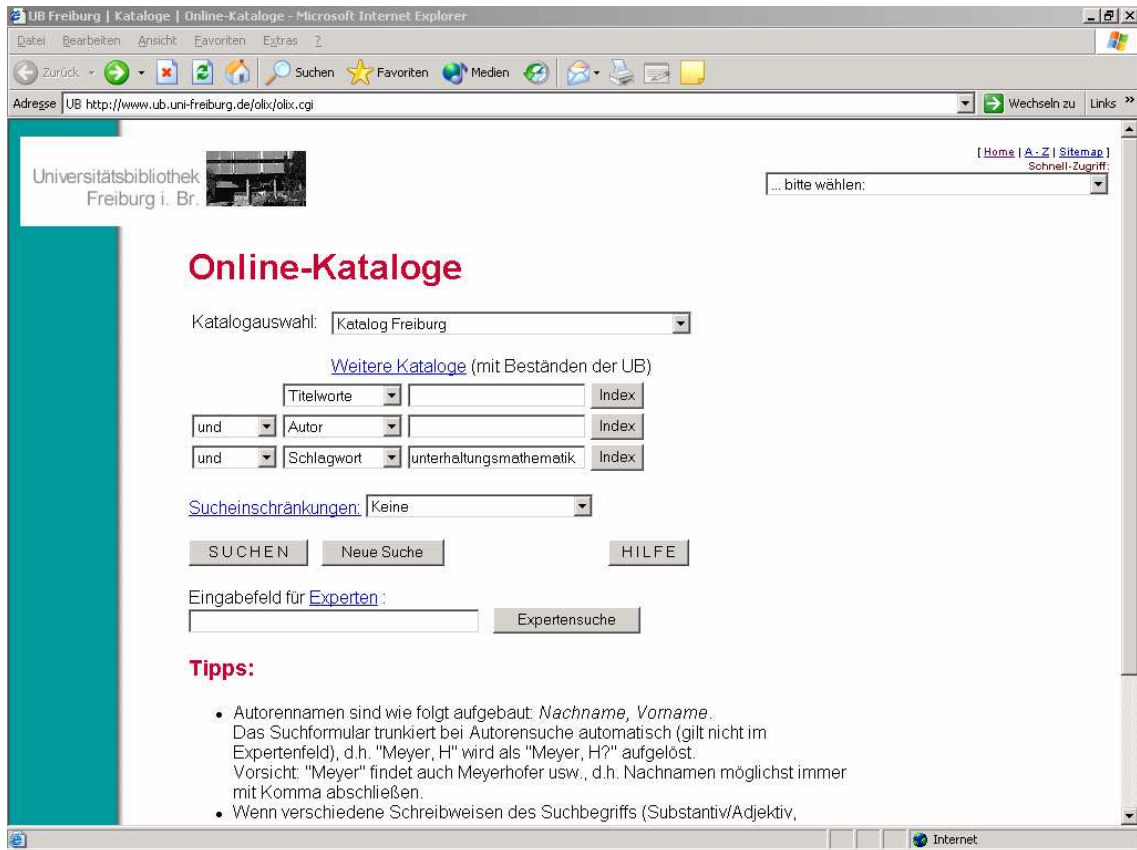 UB Freiburg | Kataloge | Online-Kataloge - Microsoft Internet Explorer
Datei Bearbeiten Ansicht Favoriten Extras ?
Zurück Suchen Favoriten Medien
Adresse UB http://www.ub.uni-freiburg.de/olix/olix.cgi Wechseln zu Links »
[ Home | A - Z | Sitemap ]
Schnell-Zugriff:
... bitte wählen:
Universitätsbibliothek
Freiburg i. Br.
Online-Kataloge
Katalogauswahl: Katalog Freiburg
Weitere Kataloge (mit Beständen der UB)
Titelworte Index
und Autor Index
und Schlagwort unterhaltungsmathematik Index
Sucheinschränkungen: Keine
SUCHEN Neue Suche HILFE
Eingabefeld für Experten :
Expertensuche
Tipps:
• Autorennamen sind wie folgt aufgebaut: Nachname, Vorname.
Das Suchformular trunkiert bei Autorensuche automatisch (gilt nicht im
Expertenfeld), d.h. "Meyer, H" wird als "Meyer, H?" aufgelöst.
Vorsicht: "Meyer" findet auch Meyerhofer usw., d.h. Nachnamen möglichst immer
mit Komma abschließen.
• Wenn verschiedene Schreibweisen des Suchbegriffs (Substantiv/Adjektiv,
Internet